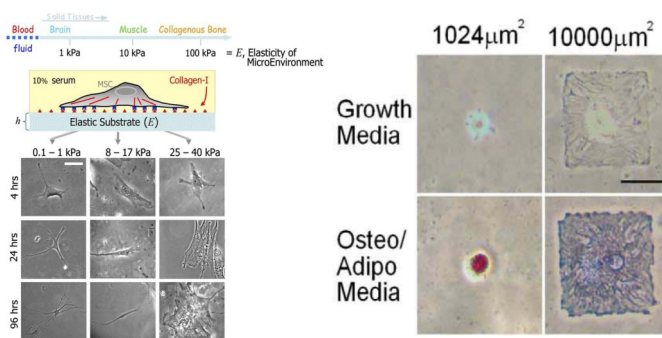 Solid Tissues
Blood Brain Muscle Collagenous Bone
fluid
1 kPa 10 kPa 100 kPa = E, Elasticity of
MicroEnvironment
10% serum MSC Collagen-I
h Elastic Substrate (E)
0.1 – 1 kPa 8 – 17 kPa 25 – 40 kPa
4 hrs
24 hrs
96 hrs
1024µm² 10000µm²
Growth
Media
Osteo/
Adipo
Media